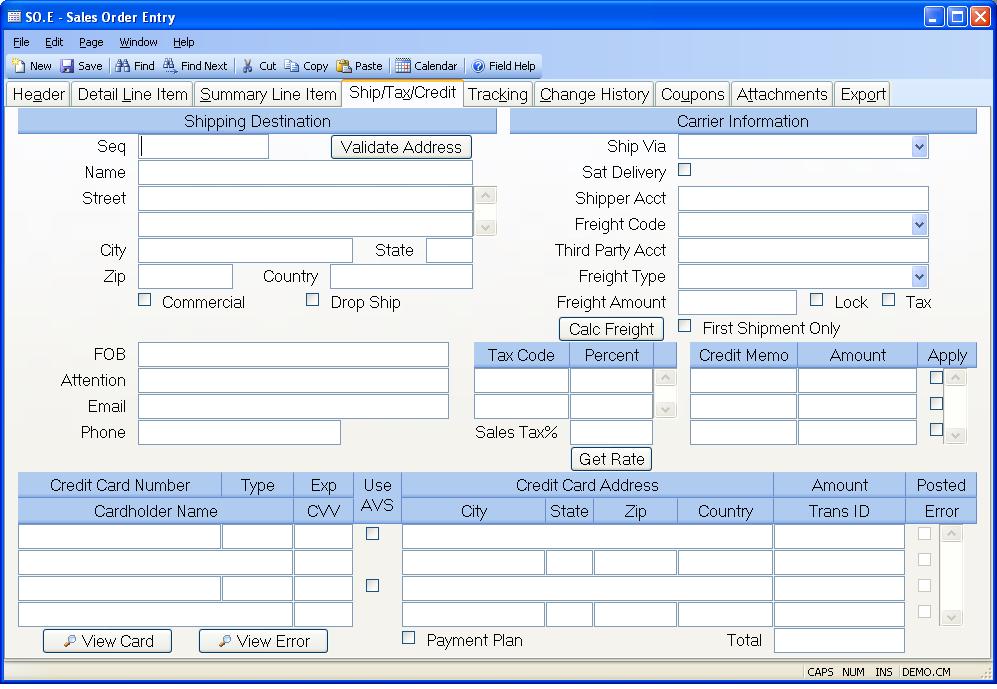 SO.E - Sales Order Entry
File Edit Page Window Help
New Save Find Find Next Cut Copy Paste Calendar Field Help
Header Detail Line Item Summary Line Item Ship/Tax/Credit Tracking Change History Coupons Attachments Export
Shipping Destination Carrier Information
Seq Validate Address Ship Via
Name Sat Delivery
Street Shipper Acct
Freight Code
City State Third Party Acct
Zip Country Freight Type
Commercial Drop Ship Freight Amount Lock Tax
Calc Freight First Shipment Only
FOB Tax Code Percent Credit Memo Amount Apply
Attention
Email
Phone Sales Tax%
Get Rate
Credit Card Number Type Exp Use Credit Card Address Amount Posted
Cardholder Name CVV AVS City State Zip Country Trans ID Error
View Card View Error Payment Plan Total
CAPS NUM INS DEMO.CM